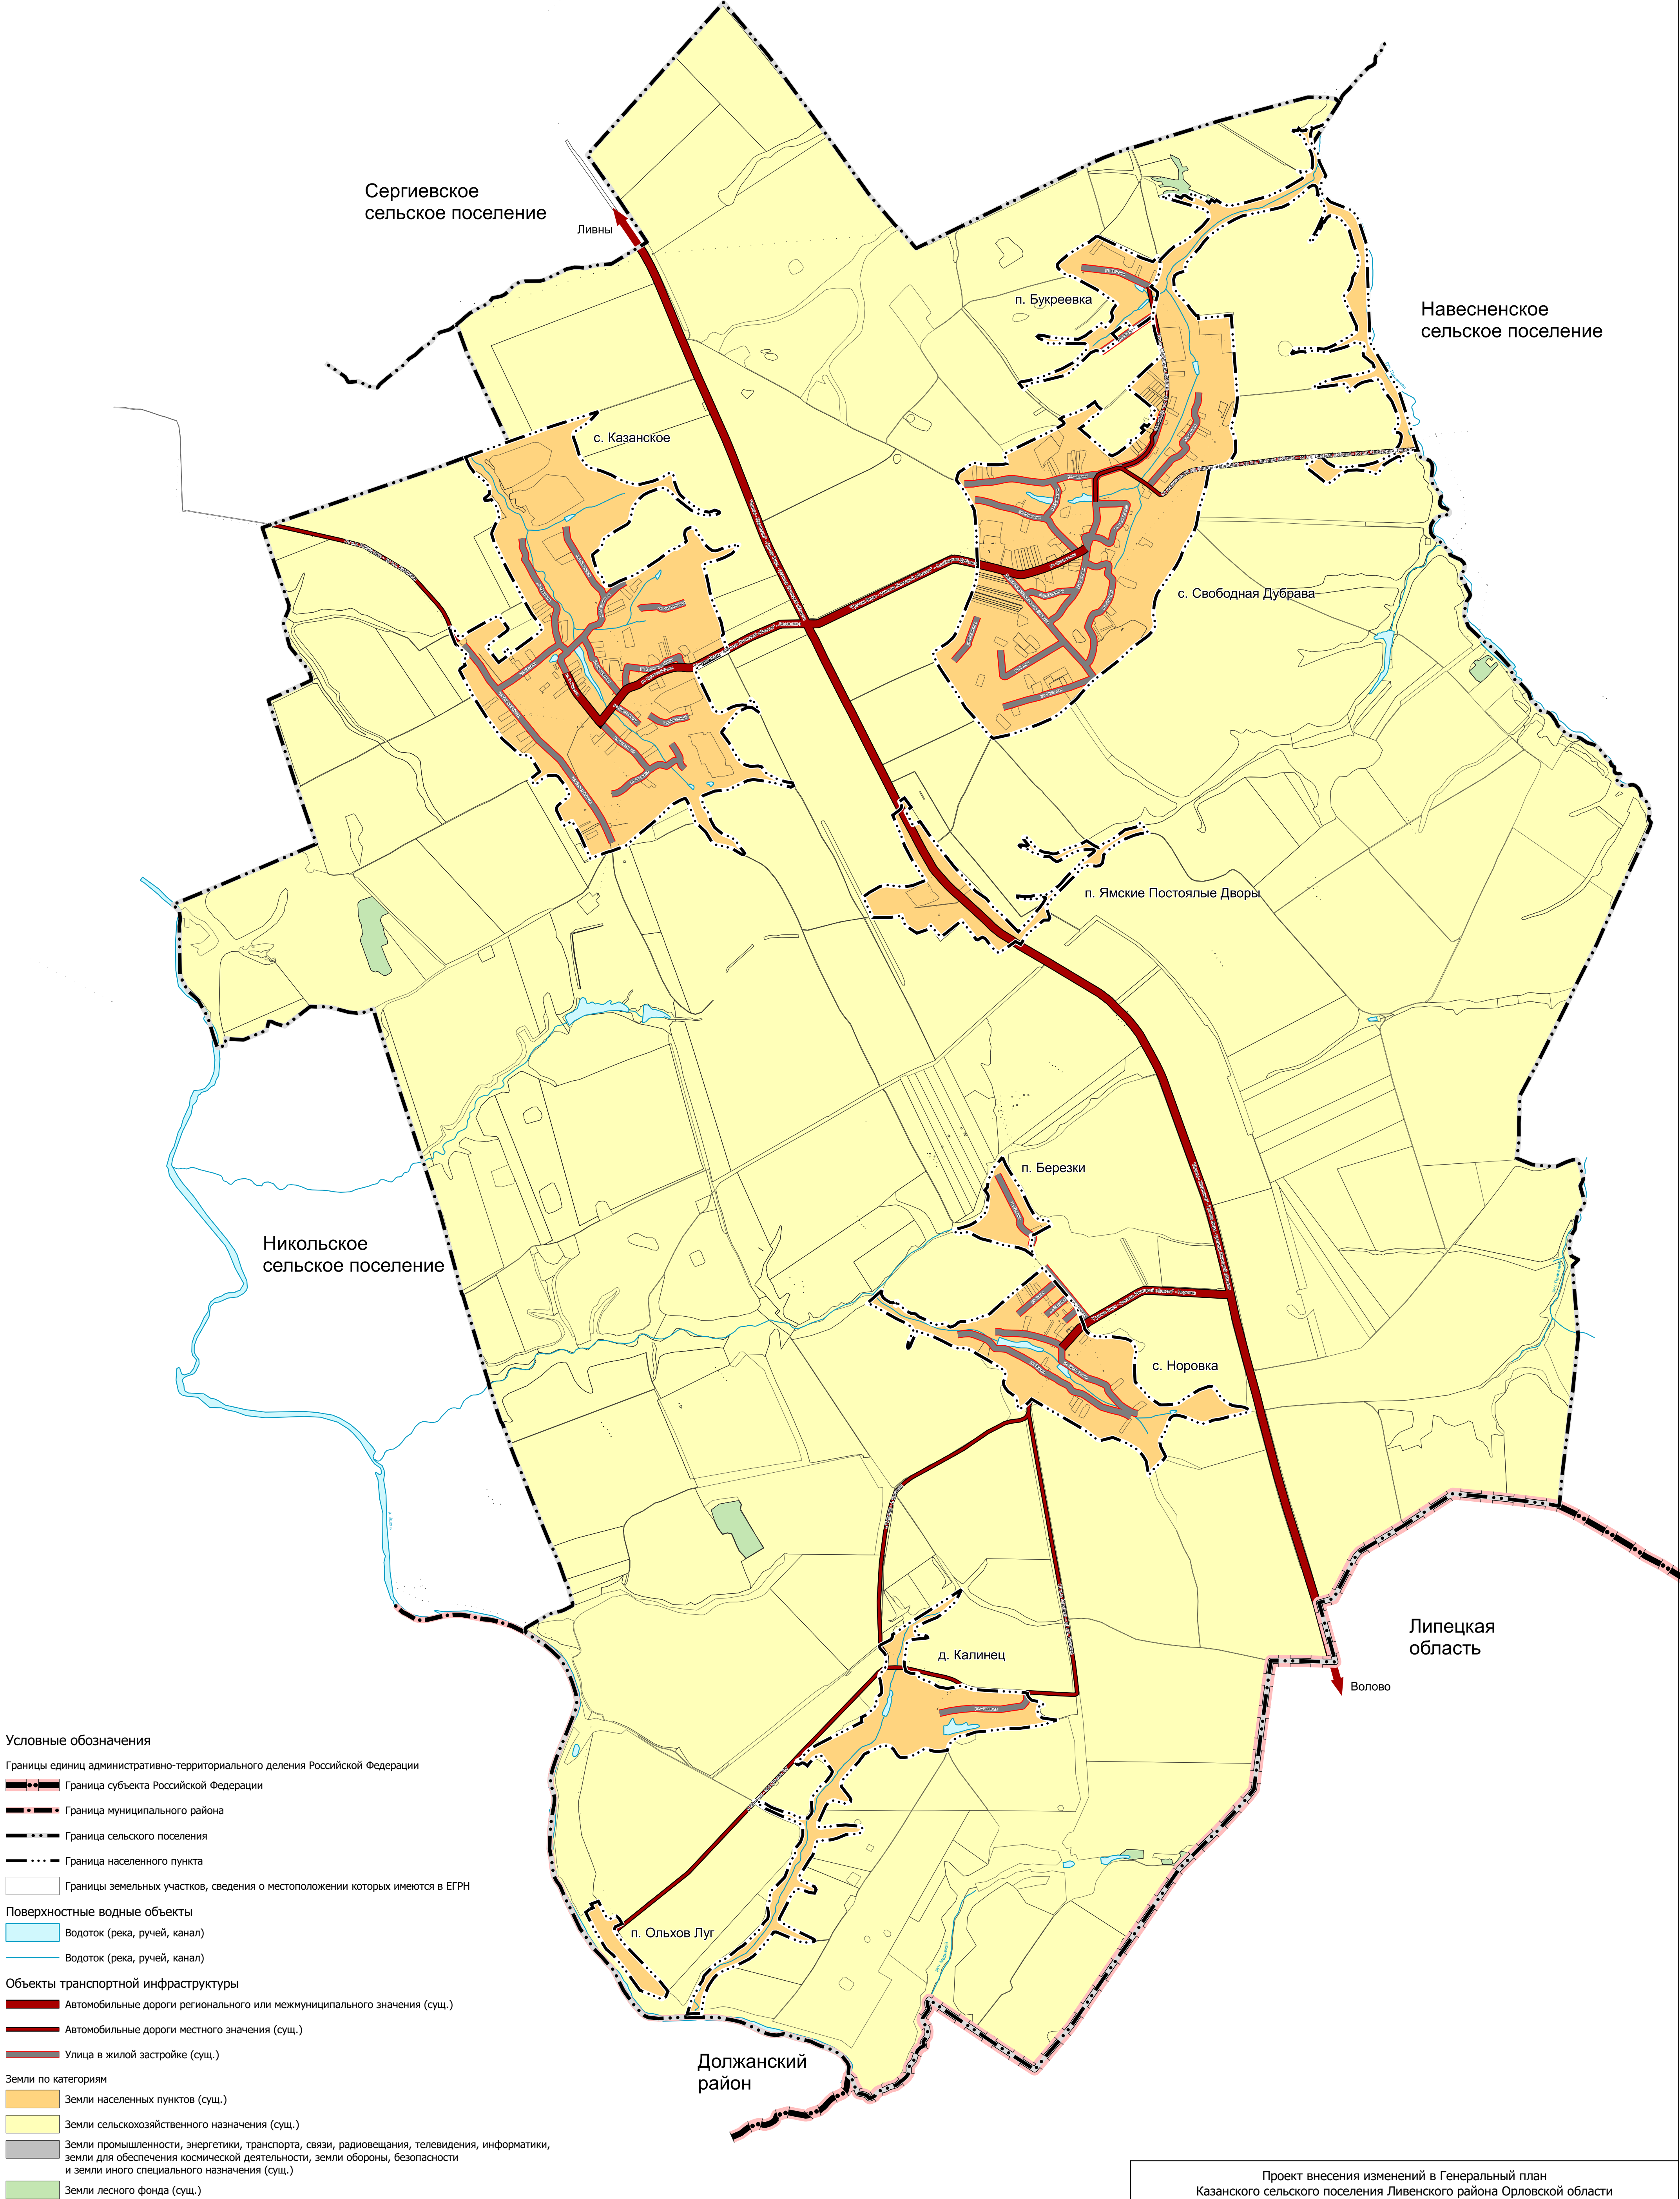 Сергиевское
сельское поселение
Ливны
п. Букреевка
Навесненское
сельское поселение
с. Казанское
с. Свободная Дубрава
п. Ямские Постоялые Дворы
п. Березки
Никольское
сельское поселение
с. Норовка
Липецкая
область
д. Калинец
Волово
п. Ольхов Луг
Должанский
район
Условные обозначения
Границы единиц административно-территориального деления Российской Федерации
Граница субъекта Российской Федерации
Граница муниципального района
Граница сельского поселения
Граница населенного пункта
Границы земельных участков, сведения о местоположении которых имеются в ЕГРН
Поверхностные водные объекты
Водоток (река, ручей, канал)
Водоток (река, ручей, канал)
Объекты транспортной инфраструктуры
Автомобильные дороги регионального или межмуниципального значения (сущ.)
Автомобильные дороги местного значения (сущ.)
Улица в жилой застройке (сущ.)
Земли по категориям
Земли населенных пунктов (сущ.)
Земли сельскохозяйственного назначения (сущ.)
Земли промышленности, энергетики, транспорта, связи, радиовещания, телевидения, информатики,
земли для обеспечения космической деятельности, земли обороны, безопасности
и земли иного специального назначения (сущ.)
Земли лесного фонда (сущ.)
Проект внесения изменений в Генеральный план
Казанского сельского поселения Ливенского района Орловской области